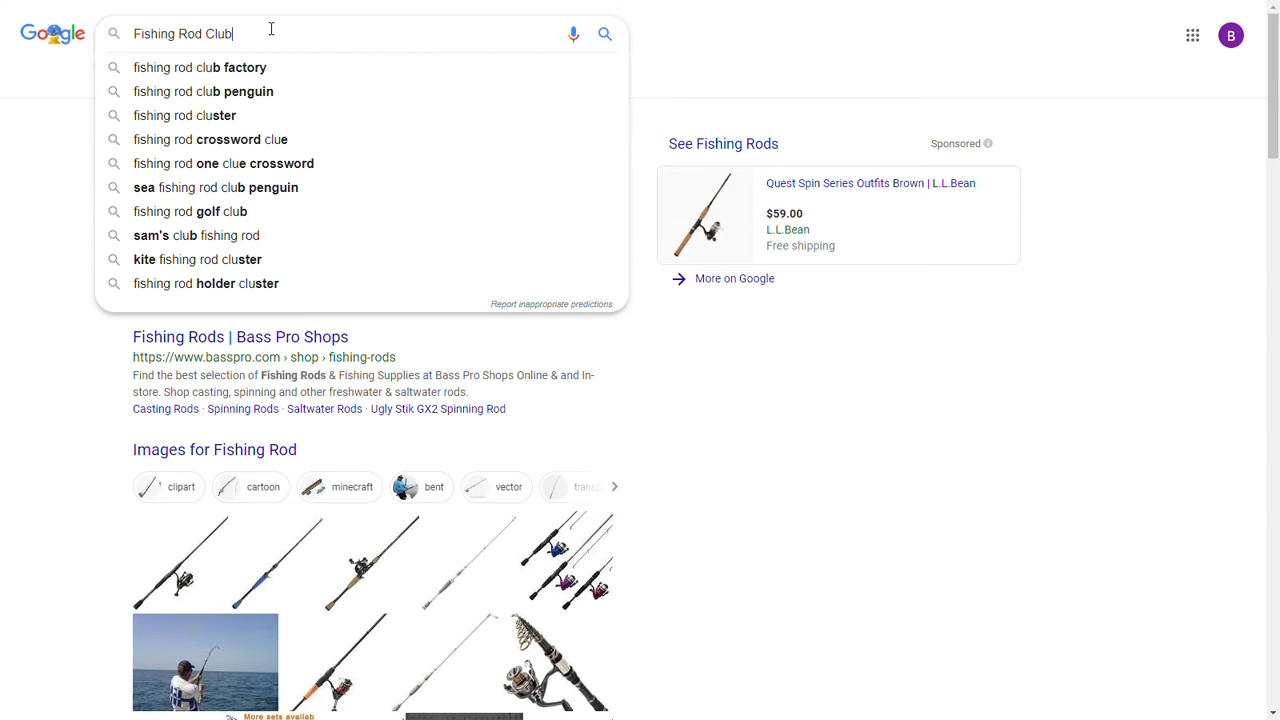 Google
Fishing Rod Club
B
fishing rod club factory
fishing rod club penguin
fishing rod cluster
fishing rod crossword clue
fishing rod one clue crossword
sea fishing rod club penguin
fishing rod golf club
sam's club fishing rod
kite fishing rod cluster
fishing rod holder cluster
Report inappropriate predictions
See Fishing Rods
Sponsored
Quest Spin Series Outfits Brown | L.L.Bean
$59.00
L.L.Bean
Free shipping
More on Google
Fishing Rods | Bass Pro Shops
https://www.basspro.com › shop › fishing-rods
Find the best selection of Fishing Rods & Fishing Supplies at Bass Pro Shops Online & and In-
store. Shop casting, spinning and other freshwater & saltwater rods.
Casting Rods · Spinning Rods · Saltwater Rods · Ugly Stik GX2 Spinning Rod
Images for Fishing Rod
clipart
cartoon
minecraft
bent
vector
More sets availab